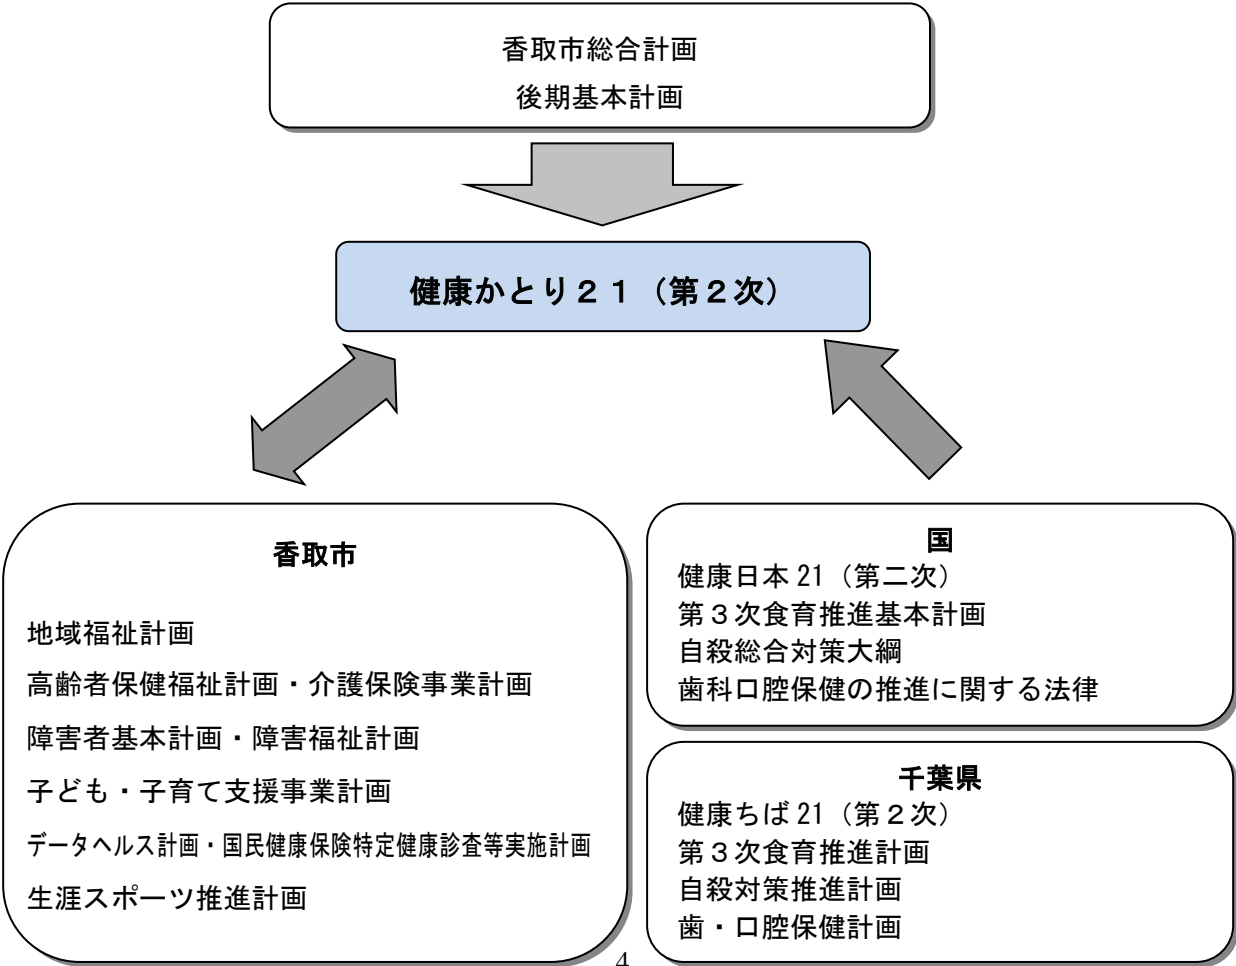 香取市総合計画
後期基本計画
健康かとり２１（第２次）
香取市
地域福祉計画
高齢者保健福祉計画・介護保険事業計画
障害者基本計画・障害福祉計画
子ども・子育て支援事業計画
データヘルス計画・国民健康保険特定健康診査等実施計画
生涯スポーツ推進計画
国
健康日本 21（第二次）
第３次食育推進基本計画
自殺総合対策大綱
歯科口腔保健の推進に関する法律
千葉県
健康ちば 21（第２次）
第３次食育推進計画
自殺対策推進計画
歯・口腔保健計画
4